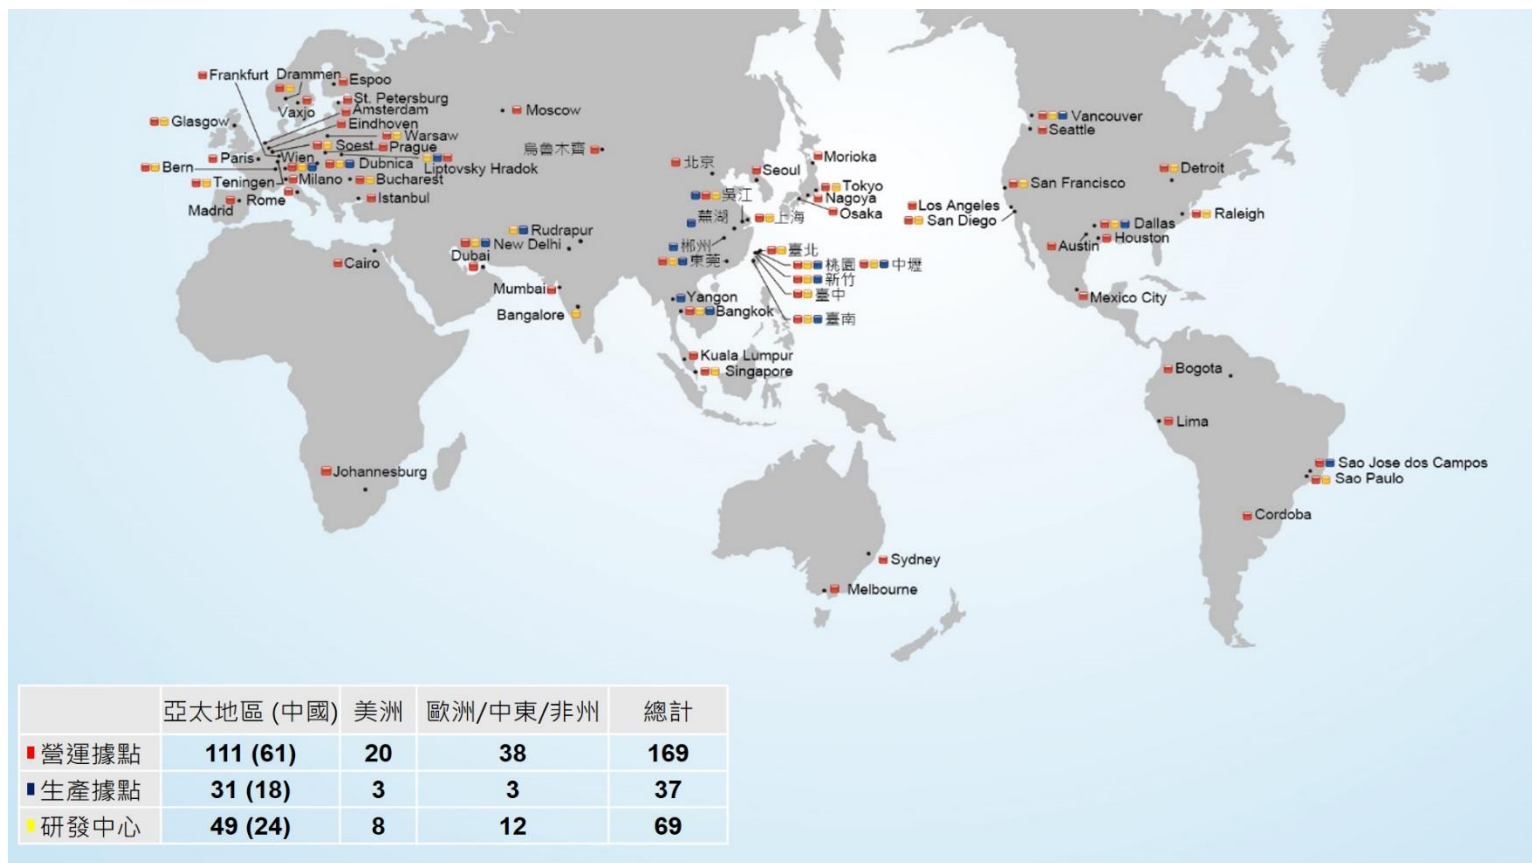 Frankfurt
Drammen
Espoo
Vaxjo
St. Petersburg
Amsterdam
Eindhoven
Moscow
Glasgow
Warsaw
Soest
Prague
烏魯木齊
Paris
Wien
Dubnica
Liptovsky Hradok
Bern
Teningen
Milano
Bucharest
Madrid
Rome
Istanbul
Rudrapur
New Delhi
Dubai
Cairo
Mumbai
Bangalore
Johannesburg
北京
Seoul
Morioka
吳江
Tokyo
Nagoya
Osaka
蕪湖
上海
郴州
東莞
臺北
桃園
中壢
新竹
臺中
臺南
Yangon
Bangkok
Kuala Lumpur
Singapore
Sydney
Melbourne
Vancouver
Seattle
Detroit
San Francisco
Los Angeles
San Diego
Raleigh
Dallas
Austin
Houston
Mexico City
Bogota
Lima
Sao Jose dos Campos
Sao Paulo
Cordoba
亞太地區 (中國) 美洲 歐洲/中東/非州 總計
營運據點 111 (61) 20 38 169
生產據點 31 (18) 3 3 37
研發中心 49 (24) 8 12 69